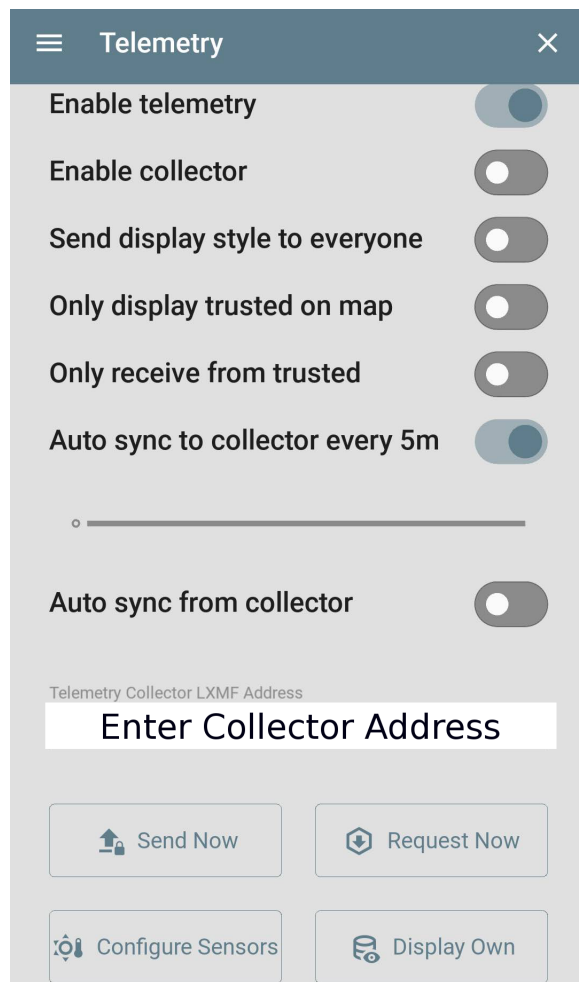 Telemetry
Enable telemetry
Enable collector
Send display style to everyone
Only display trusted on map
Only receive from trusted
Auto sync to collector every 5m
Auto sync from collector
Telemetry Collector LXMF Address
Enter Collector Address
Send Now
Request Now
Configure Sensors
Display Own